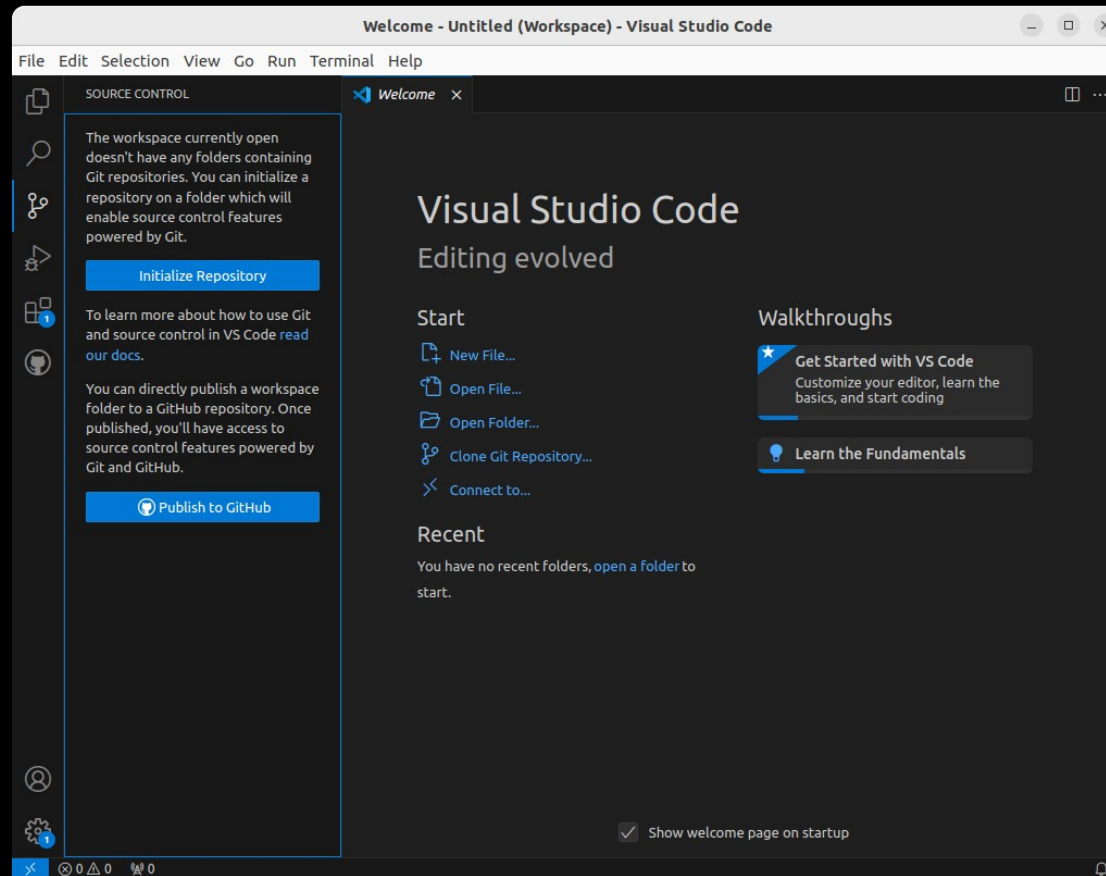 Welcome - Untitled (Workspace) - Visual Studio Code
File Edit Selection View Go Run Terminal Help
SOURCE CONTROL
Welcome
The workspace currently open
doesn't have any folders containing
Git repositories. You can initialize a
repository on a folder which will
enable source control features
powered by Git.
Initialize Repository
To learn more about how to use Git
and source control in VS Code read
our docs.
You can directly publish a workspace
folder to a GitHub repository. Once
published, you'll have access to
source control features powered by
Git and GitHub.
Publish to GitHub
1
1
Visual Studio Code
Editing evolved
Start
New File...
Open File...
Open Folder...
Clone Git Repository...
Connect to...
Recent
You have no recent folders, open a folder to
start.
Walkthroughs
Get Started with VS Code
Customize your editor, learn the
basics, and start coding
Learn the Fundamentals
Show welcome page on startup
0 0 0